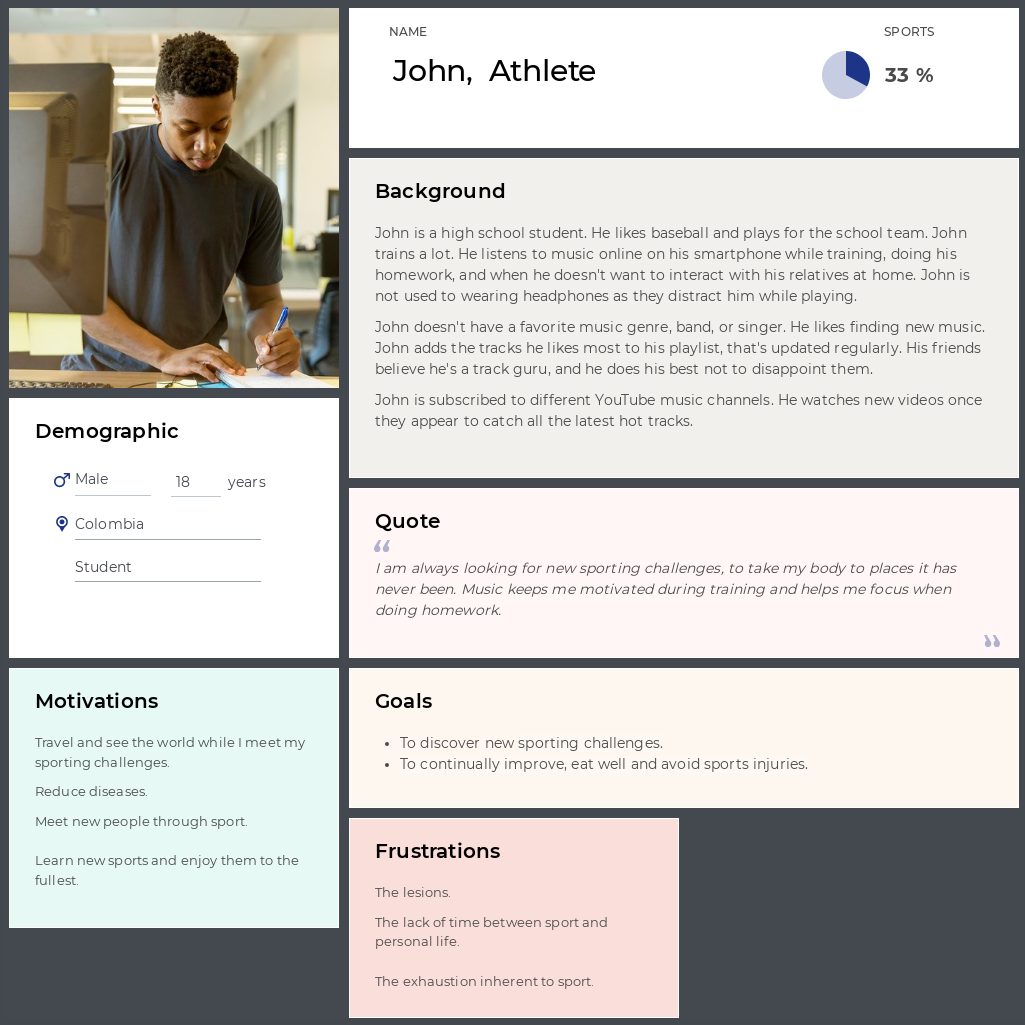 NAME
John,  Athlete
SPORTS
33 %
Background
John is a high school student. He likes baseball and plays for the school team. John
trains a lot. He listens to music online on his smartphone while training, doing his
homework, and when he doesn't want to interact with his relatives at home. John is
not used to wearing headphones as they distract him while playing.
John doesn't have a favorite music genre, band, or singer. He likes finding new music.
John adds the tracks he likes most to his playlist, that's updated regularly. His friends
believe he's a track guru, and he does his best not to disappoint them.
John is subscribed to different YouTube music channels. He watches new videos once
they appear to catch all the latest hot tracks.
Demographic
Male
18 years
Colombia
Student
Quote
“
I am always looking for new sporting challenges, to take my body to places it has
never been. Music keeps me motivated during training and helps me focus when
doing homework.
”
Motivations
Travel and see the world while I meet my
sporting challenges.
Reduce diseases.
Meet new people through sport.
Learn new sports and enjoy them to the
fullest.
Goals
• To discover new sporting challenges.
• To continually improve, eat well and avoid sports injuries.
Frustrations
The lesions.
The lack of time between sport and
personal life.
The exhaustion inherent to sport.